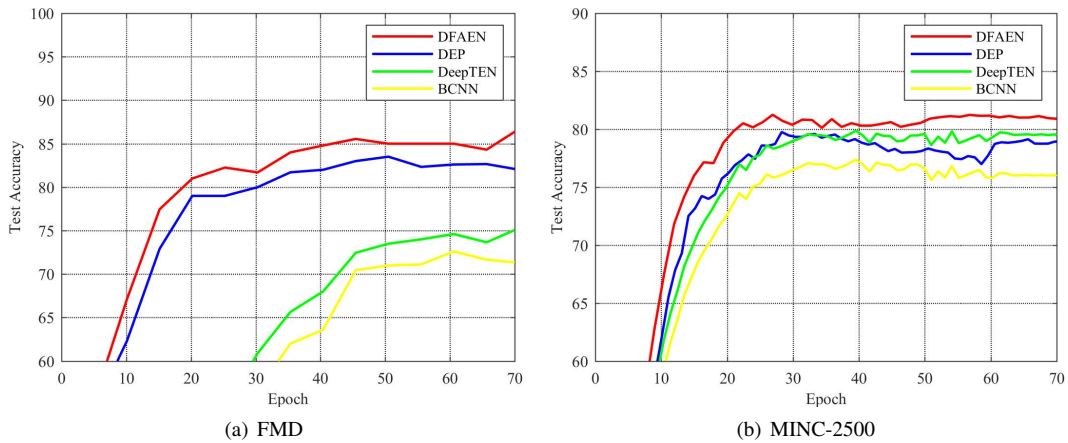 100
95
90
85
80
75
70
65
60
0
10
20
30
40
50
60
70
Test Accuracy
Epoch
DFAEN
DEP
DeepTEN
BCNN
(a) FMD
90
85
80
75
70
65
60
0
10
20
30
40
50
60
70
Test Accuracy
Epoch
DFAEN
DEP
DeepTEN
BCNN
(b) MINC-2500